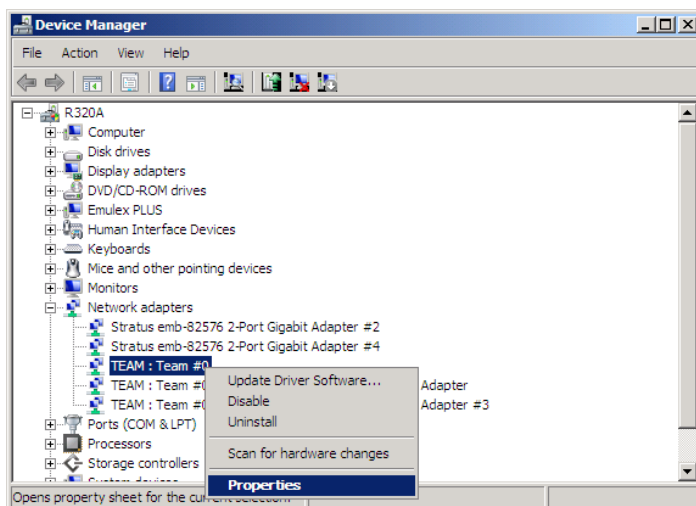 Device Manager
File Action View Help
R320A
Computer
Disk drives
Display adapters
DVD/CD-ROM drives
Emulex PLUS
Human Interface Devices
Keyboards
Mice and other pointing devices
Monitors
Network adapters
Stratus emb-82576 2-Port Gigabit Adapter #2
Stratus emb-82576 2-Port Gigabit Adapter #4
TEAM : Team #0
TEAM : Team #0 Adapter
TEAM : Team #0 Adapter #3
Ports (COM & LPT)
Processors
Storage controllers
System devices
Update Driver Software...
Disable
Uninstall
Scan for hardware changes
Properties
Opens property sheet for the current selection.